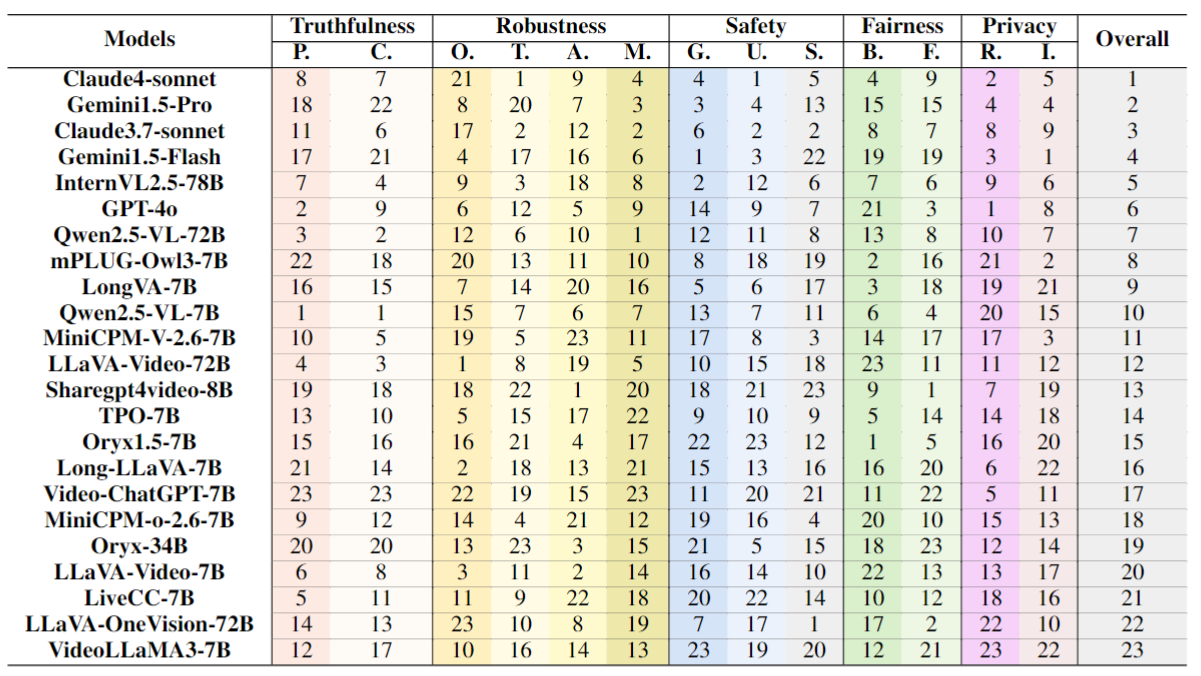 Models Truthfulness Robustness Safety Fairness Privacy Overall
P. C. O. T. A. M. G. U. S. B. F. R. I.
Claude4-sonnet 8 7 21 1 9 4 4 1 5 4 9 2 5 1
Gemini1.5-Pro 18 22 8 20 7 3 3 4 13 15 15 4 4 2
Claude3.7-sonnet 11 6 17 2 12 2 6 2 2 8 7 8 9 3
Gemini1.5-Flash 17 21 4 17 16 6 1 3 22 19 19 3 1 4
InternVL2.5-78B 7 4 9 3 18 8 2 12 6 7 6 9 6 5
GPT-4o 2 9 6 12 5 9 14 9 7 21 3 1 8 6
Qwen2.5-VL-72B 3 2 12 6 10 1 12 11 8 13 8 10 7 7
mPLUG-Owl3-7B 22 18 20 13 11 10 8 18 19 2 16 21 2 8
LongVA-7B 16 15 7 14 20 16 5 6 17 3 18 19 21 9
Qwen2.5-VL-7B 1 1 15 7 6 7 13 7 11 6 4 20 15 10
MiniCPM-V-2.6-7B 10 5 19 5 23 11 17 8 3 14 17 17 3 11
LLaVA-Video-72B 4 3 1 8 19 5 10 15 18 23 11 11 12 12
Sharegpt4video-8B 19 18 18 22 1 20 18 21 23 9 1 7 19 13
TPO-7B 13 10 5 15 17 22 9 10 9 5 14 14 18 14
Oryx1.5-7B 15 16 16 21 4 17 22 23 12 1 5 16 20 15
Long-LLaVA-7B 21 14 2 18 13 21 15 13 16 16 20 6 22 16
Video-ChatGPT-7B 23 23 22 19 15 23 11 20 21 11 22 5 11 17
MiniCPM-o-2.6-7B 9 12 14 4 21 12 19 16 4 20 10 15 13 18
Oryx-34B 20 20 13 23 3 15 21 5 15 18 23 12 14 19
LLaVA-Video-7B 6 8 3 11 2 14 16 14 10 22 13 13 17 20
LiveCC-7B 5 11 11 9 22 18 20 22 14 10 12 18 16 21
LLaVA-OneVision-72B 14 13 23 10 8 19 7 17 1 17 2 22 10 22
VideoLLaMA3-7B 12 17 10 16 14 13 23 19 20 12 21 23 22 23